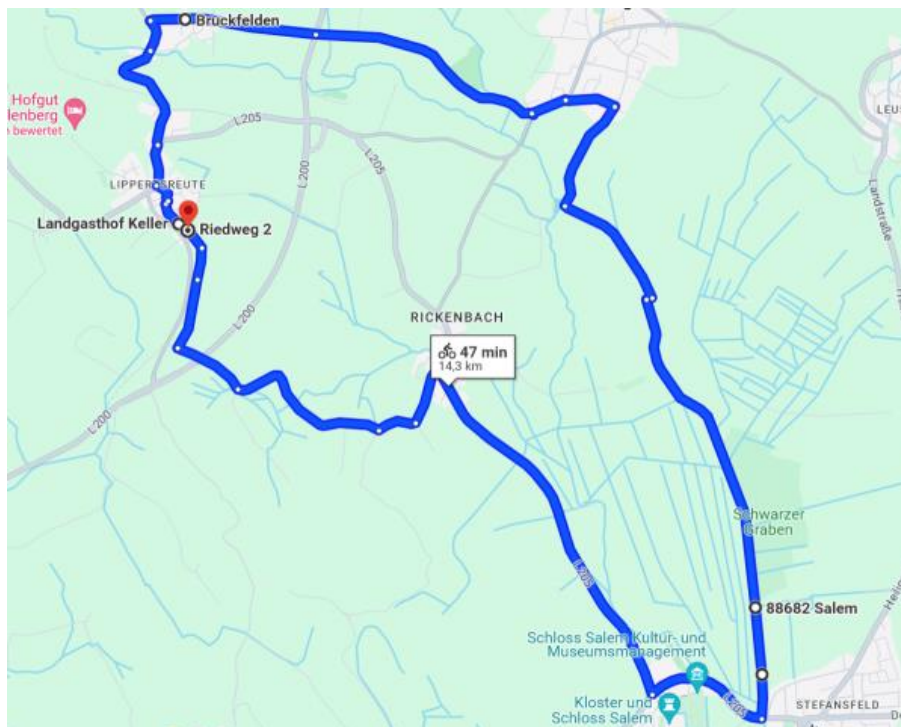 Bruckfelden
Hofgut
lenberg
n bewertet)
L205
L200
L205
LEUS
LIPPERTSREUTE
Landgasthof Keller
Riedweg 2
Landstraße
L200
RICKENBACH
47 min
14,3 km
L200
Schwarzer
Graben
L205
88682 Salem
Schloss Salem Kultur- und
Museumsmanagement
Kloster und
Schloss Salem
L205
STEFANSFELD